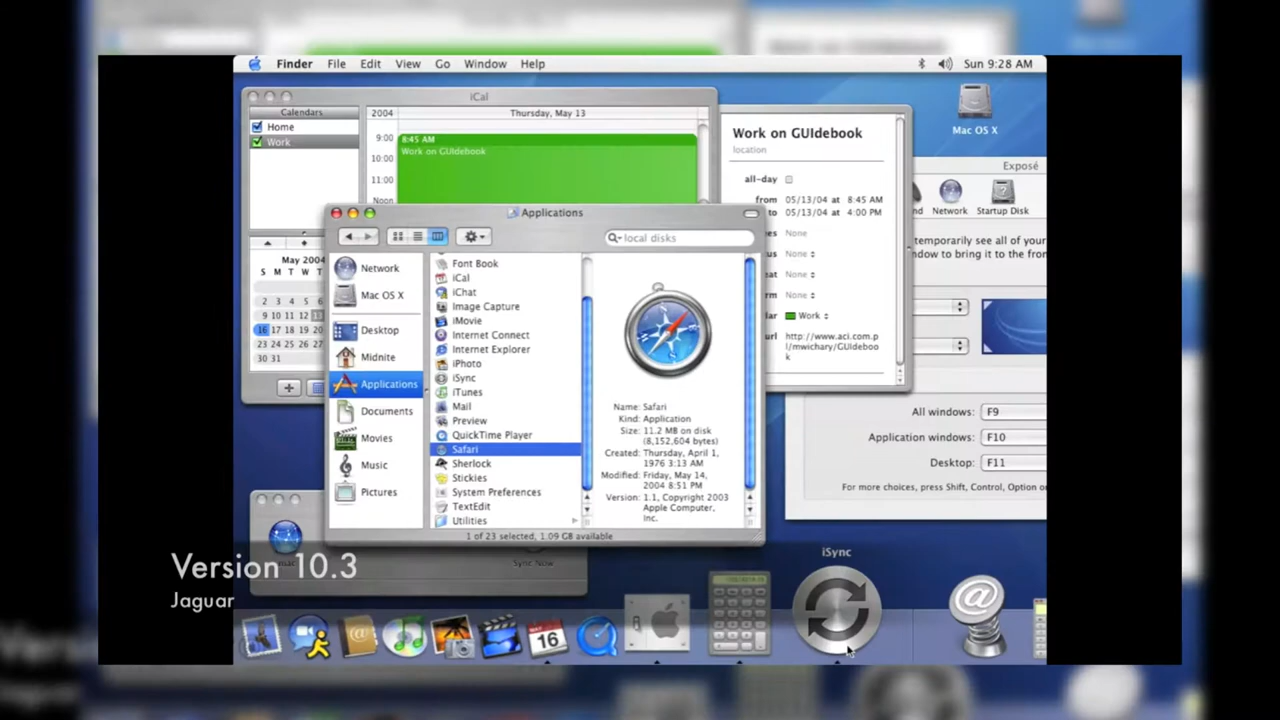 Finder File Edit View Go Window Help Sun 9:28 AM
iCal
Calendars
Home
Work
2004 Thursday, May 13
9:00
10:00
11:00
Noon
8:45 AM
Work on GUIdebook
Work on GUIdebook
location
all-day
from 05/13/04 at 8:45 AM
to 05/13/04 at 4:00 PM
None
None
None
None
Work
url http://www.aci.com.p
l/mwichary/GUIdeboo
k
Mac OS X
Exposé
Network
Startup Disk
temporarily see all of your
ndow to bring it to the fron
All windows: F9
Application windows: F10
Desktop: F11
For more choices, press Shift, Control, Option o
May 2004
S M T W T
2 3 4 5 6
9 10 11 12 13
16 17 18 19 20
23 24 25 26 27
30 31
Applications
local disks
Network
Mac OS X
Desktop
Midnite
Applications
Documents
Movies
Music
Pictures
Font Book
iCal
iChat
Image Capture
iMovie
Internet Connect
Internet Explorer
iPhoto
iSync
iTunes
Mail
Preview
QuickTime Player
Safari
Sherlock
Stickies
System Preferences
TextEdit
Utilities
Name: Safari
Kind: Application
Size: 11.2 MB on disk
(8,152,604 bytes)
Created: Thursday, April 1,
1976 3:13 AM
Modified: Friday, May 14,
2004 8:51 PM
Version: 1.1, Copyright 2003
Apple Computer,
Inc.
1 of 23 selected, 1.09 GB available
Sync Now
Version 10.3
Jaguar
iSync
MAY
16